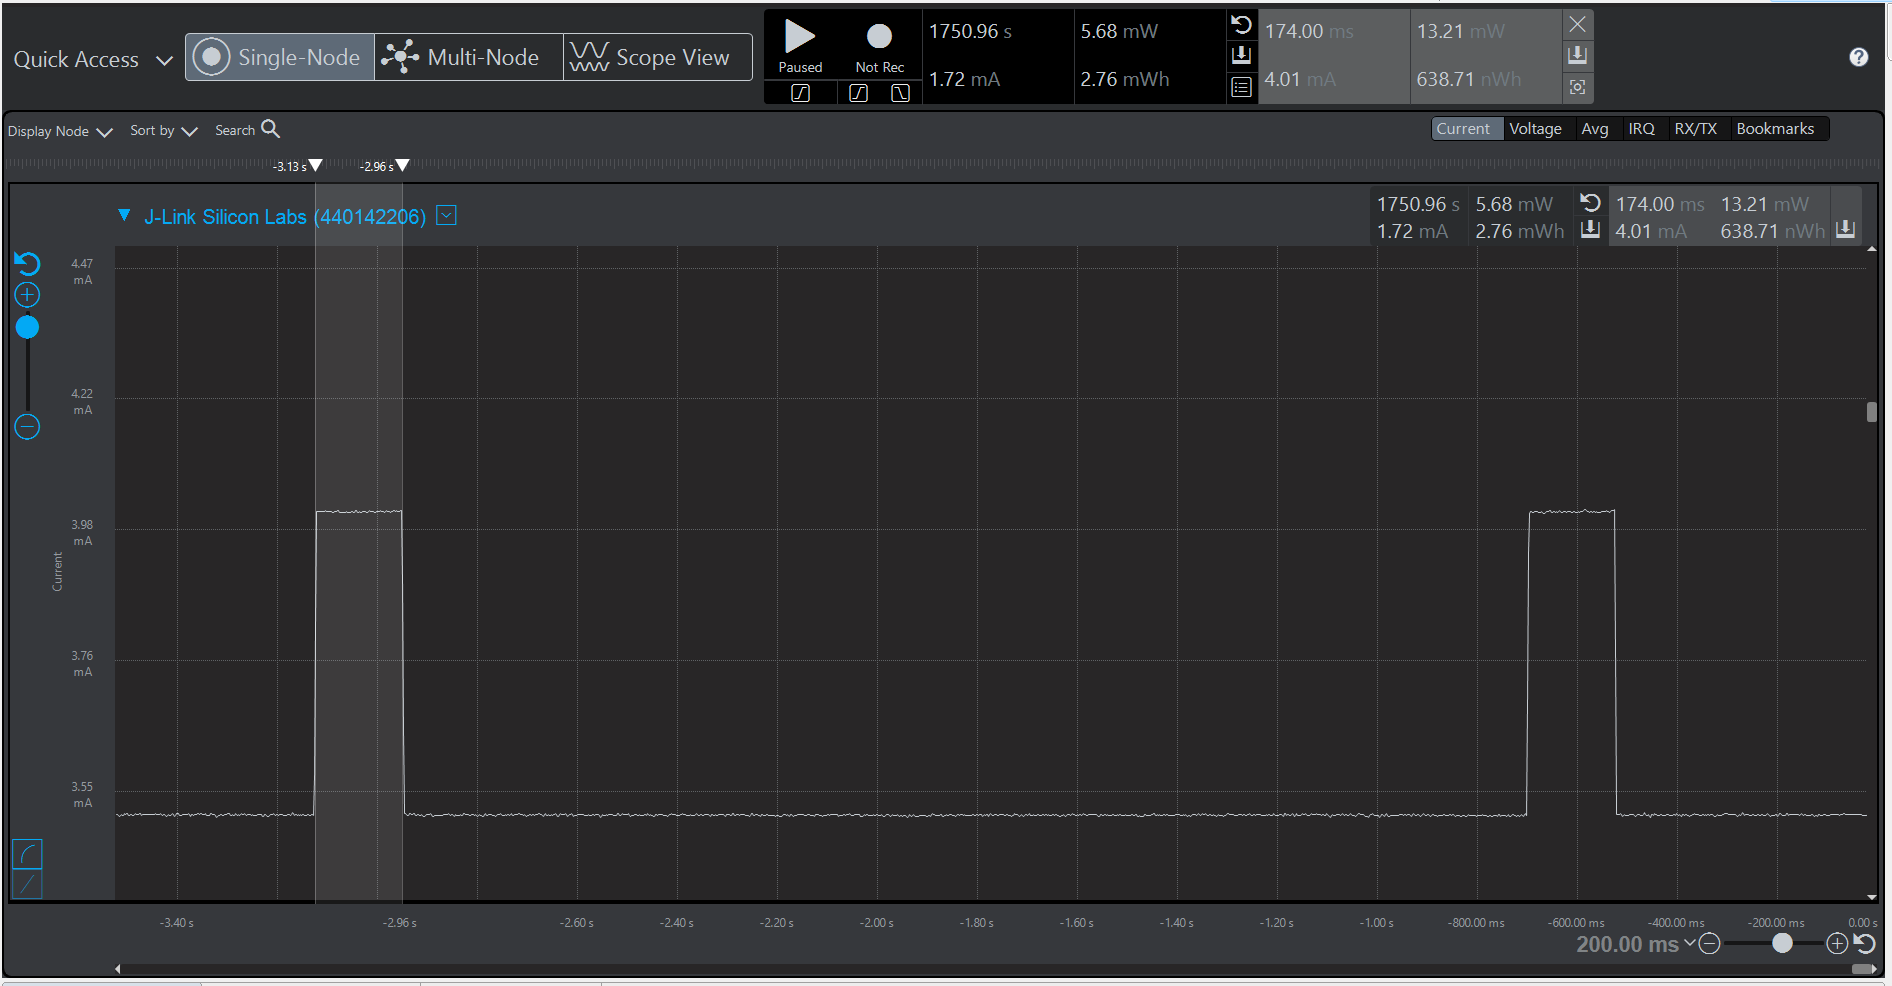 Quick Access
Single-Node
Multi-Node
Scope View
Paused
Not Rec
1750.96 s
5.68 mW
1.72 mA
2.76 mWh
174.00 ms
13.21 mW
4.01 mA
638.71 nWh
Display Node
Sort by
Search
Current
Voltage
Avg
IRQ
RX/TX
Bookmarks
-3.13 s
-2.96 s
J-Link Silicon Labs (440142206)
1750.96 s
5.68 mW
1.72 mA
2.76 mWh
174.00 ms
13.21 mW
4.01 mA
638.71 nWh
4.47
mA
4.22
mA
3.98
mA
Current
3.76
mA
3.55
mA
-3.40 s
-2.96 s
-2.60 s
-2.40 s
-2.20 s
-2.00 s
-1.80 s
-1.60 s
-1.40 s
-1.20 s
-1.00 s
-800.00 ms
-600.00 ms
-400.00 ms
-200.00 ms
0.00 s
200.00 ms